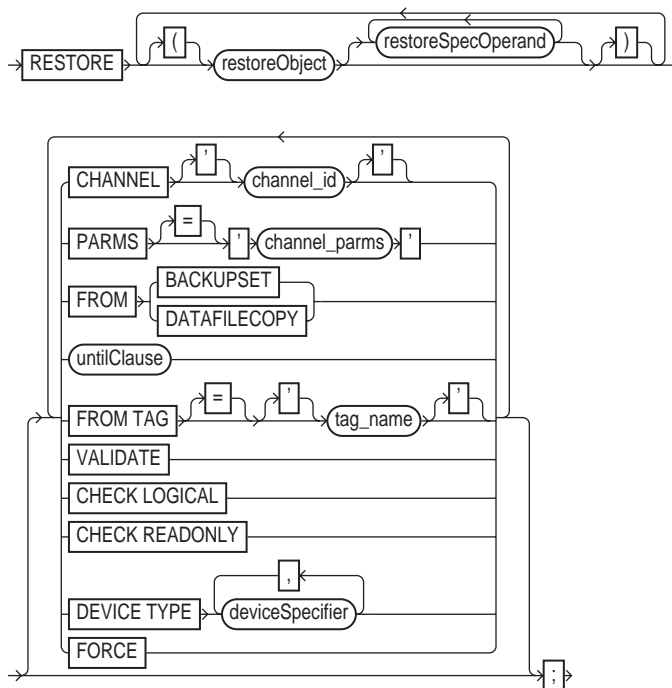 RESTORE ( restoreObject restoreSpecOperand )
CHANNEL ' channel_id '
PARMS = ' channel_parms '
FROM BACKUPSET
DATAFILECOPY
untilClause
FROM TAG = ' tag_name '
VALIDATE
CHECK LOGICAL
CHECK READONLY
,
DEVICE TYPE deviceSpecifier
FORCE
;